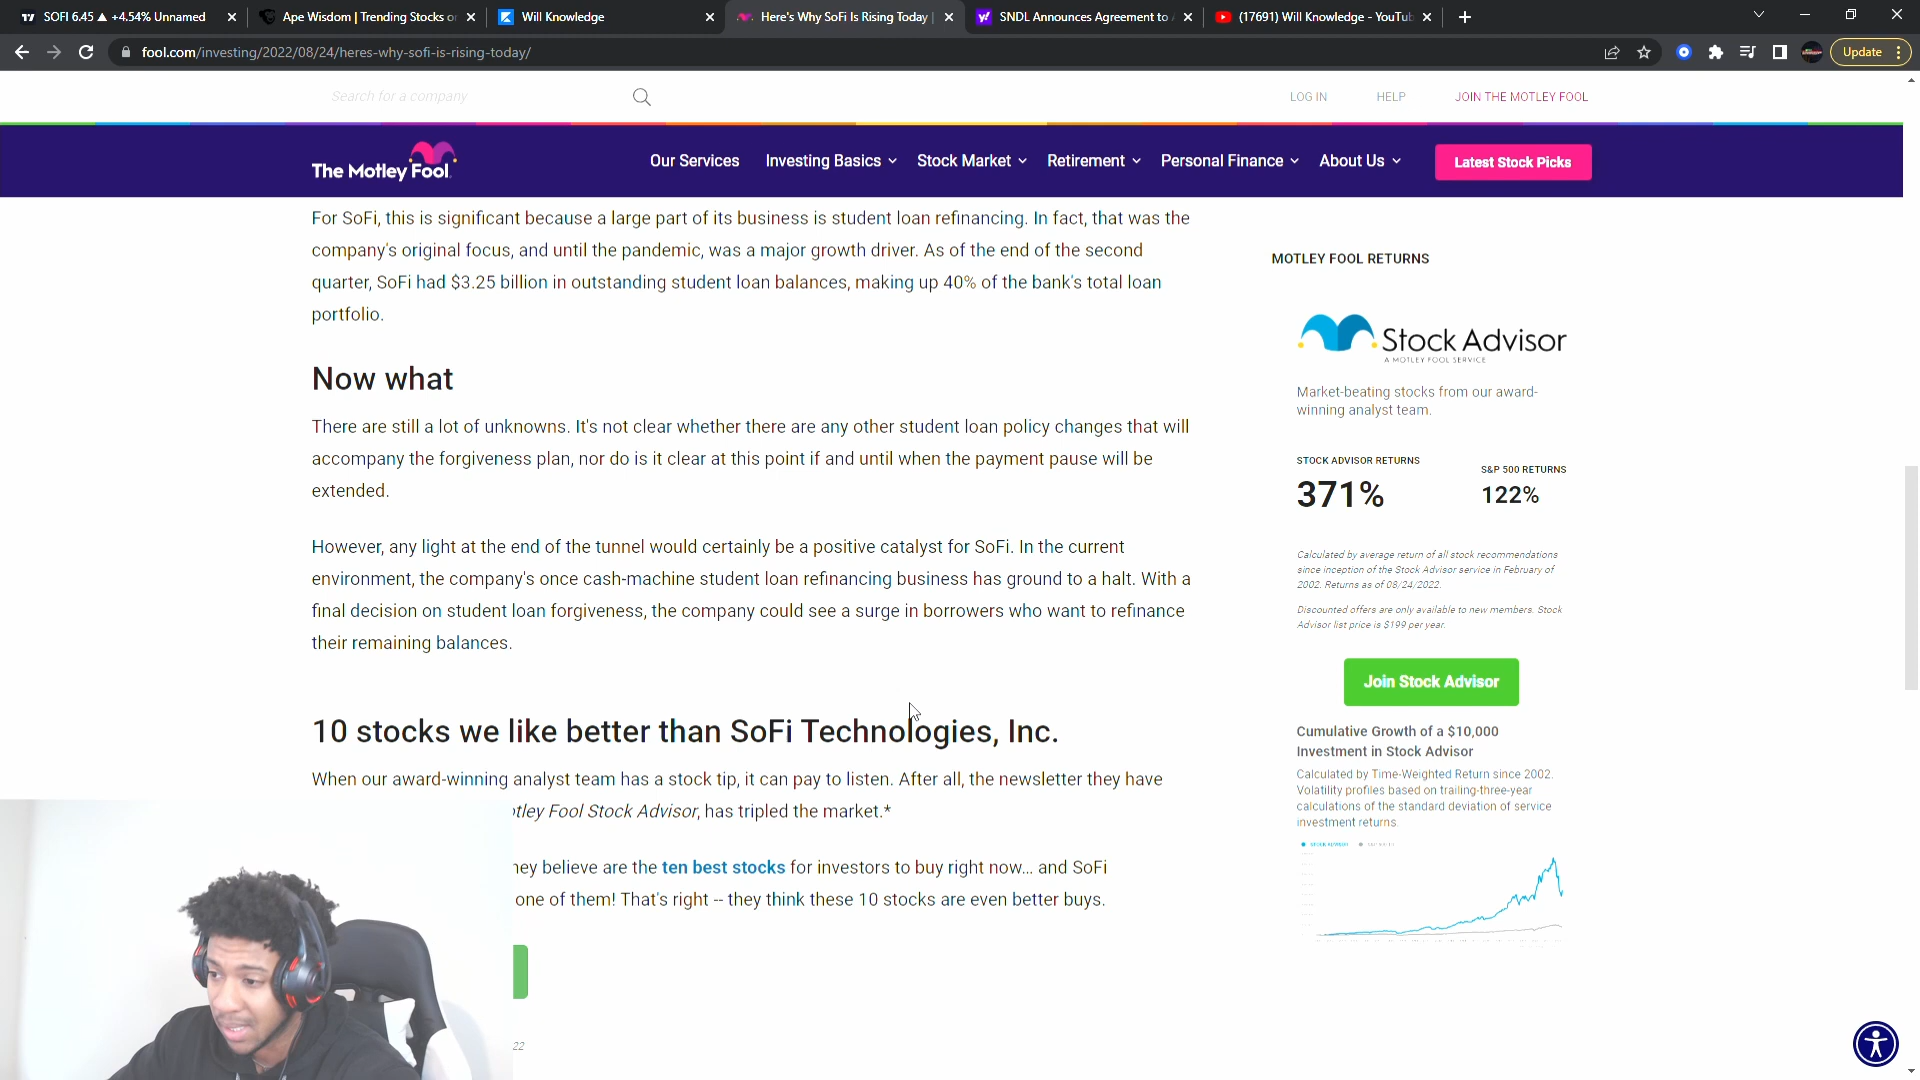 SOFI 6.45 ▲ +4.54% Unnamed
Ape Wisdom | Trending Stocks or
Will Knowledge
Here's Why SoFi Is Rising Today |
SNDL Announces Agreement to
(17691) Will Knowledge - YouTu
fool.com/investing/2022/08/24/heres-why-sofi-is-rising-today/
Update
Search for a company
LOG IN
HELP
JOIN THE MOTLEY FOOL
The Motley Fool
Our Services
Investing Basics
Stock Market
Retirement
Personal Finance
About Us
Latest Stock Picks
For SoFi, this is significant because a large part of its business is student loan refinancing. In fact, that was the
company's original focus, and until the pandemic, was a major growth driver. As of the end of the second
quarter, SoFi had $3.25 billion in outstanding student loan balances, making up 40% of the bank's total loan
portfolio.
Now what
There are still a lot of unknowns. It's not clear whether there are any other student loan policy changes that will
accompany the forgiveness plan, nor do is it clear at this point if and until when the payment pause will be
extended.
However, any light at the end of the tunnel would certainly be a positive catalyst for SoFi. In the current
environment, the company's once cash-machine student loan refinancing business has ground to a halt. With a
final decision on student loan forgiveness, the company could see a surge in borrowers who want to refinance
their remaining balances.
10 stocks we like better than SoFi Technologies, Inc.
When our award-winning analyst team has a stock tip, it can pay to listen. After all, the newsletter they have
tley Fool Stock Advisor, has tripled the market.*
hey believe are the ten best stocks for investors to buy right now... and SoFi
one of them! That's right -- they think these 10 stocks are even better buys.
22
MOTLEY FOOL RETURNS
Stock Advisor
A MOTLEY FOOL SERVICE
Market-beating stocks from our award-
winning analyst team.
STOCK ADVISOR RETURNS
371%
S&P 500 RETURNS
122%
Calculated by average return of all stock recommendations
since inception of the Stock Advisor service in February of
2002. Returns as of 08/24/2022.
Discounted offers are only available to new members. Stock
Advisor list price is $199 per year.
Join Stock Advisor
Cumulative Growth of a $10,000
Investment in Stock Advisor
Calculated by Time-Weighted Return since 2002.
Volatility profiles based on trailing-three-year
calculations of the standard deviation of service
investment returns.
STOCK ADVISOR